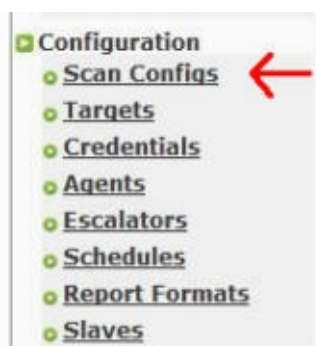 Configuration
Scan Configs
Targets
Credentials
Agents
Escalators
Schedules
Report Formats
Slaves